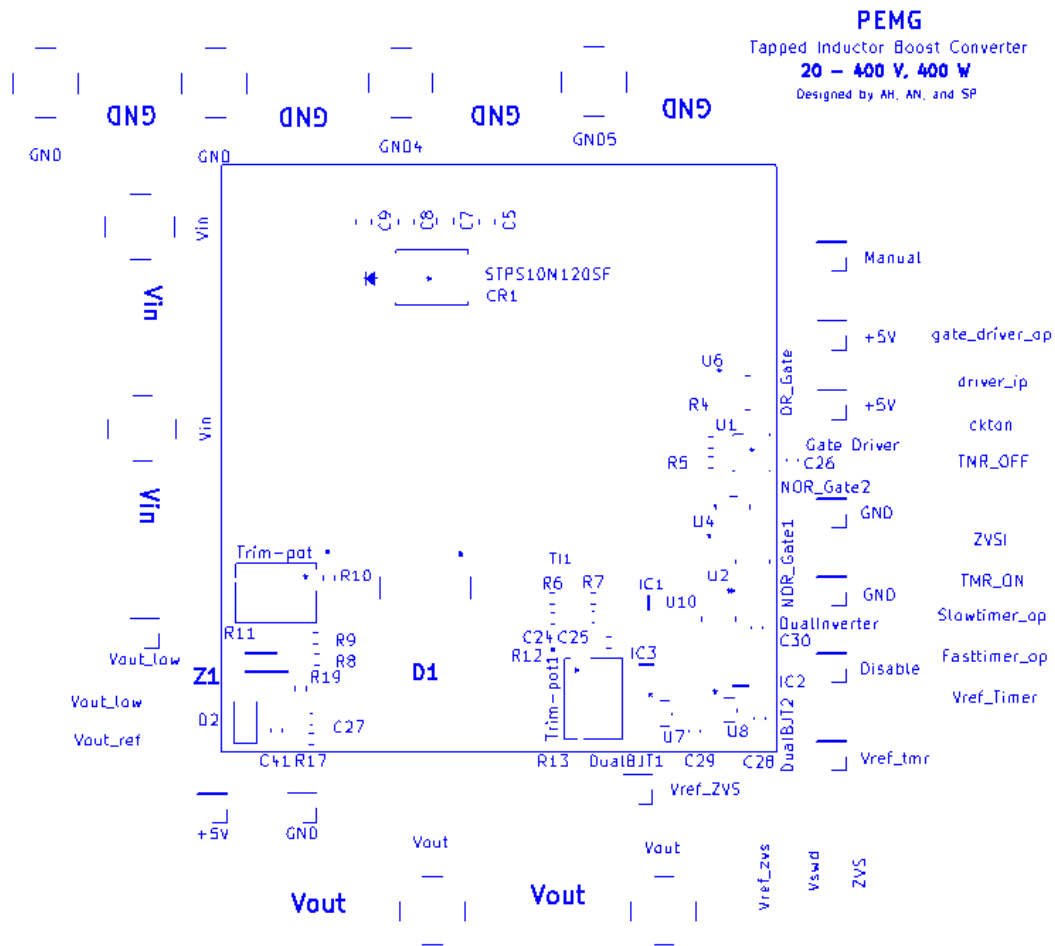 PEMG
Tapped Inductor Boost Converter
20 - 400 V, 400 W
Designed by AH, AN, and SP
GND
GND
GND
GND
GND
GND
GND4
GND5
Vin
C9
C8
C7
C5
Vin
STPS10N120SF
CR1
Manual
+5V
gate_driver_op
U6
OR_Gate
driver_ip
R4
+5V
Vin
U1
ckton
Gate Driver
R5
C26
TMR_OFF
Vin
NOR_Gate2
GND
U4
ZVSI
Trim-pot
TI1
NOR_Gate1
R10
R6
R7
IC1
U2
TMR_ON
U10
GND
Slowtimer_op
R11
R9
C24
C25
DualInverter
C30
Vout_low
R8
R12
IC3
Fasttimer_op
Z1
R19
D1
Trim-pot1
IC2
Disable
Vout_low
Vref_Timer
D2
C27
U7
U8
DualBJT2
Vout_ref
C41
R17
R13
DualBJT1
C29
C28
Vref_tmr
Vref_ZVS
+5V
GND
Vout
Vout
Vref_zvs
Vswd
ZVS
Vout
Vout